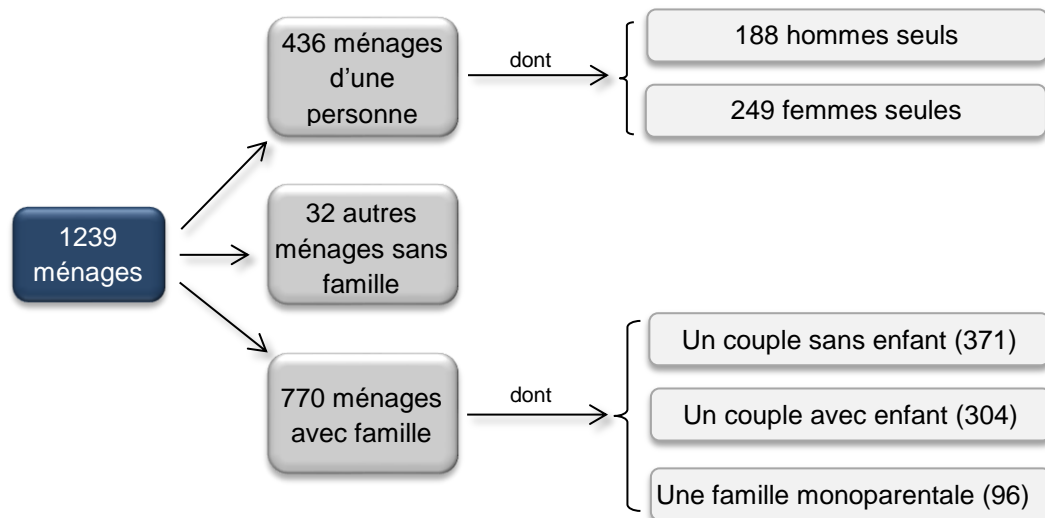 436 ménages
d'une
personne
dont
188 hommes seuls
249 femmes seules
1239
ménages
32 autres
ménages sans
famille
770 ménages
avec famille
dont
Un couple sans enfant (371)
Un couple avec enfant (304)
Une famille monoparentale (96)